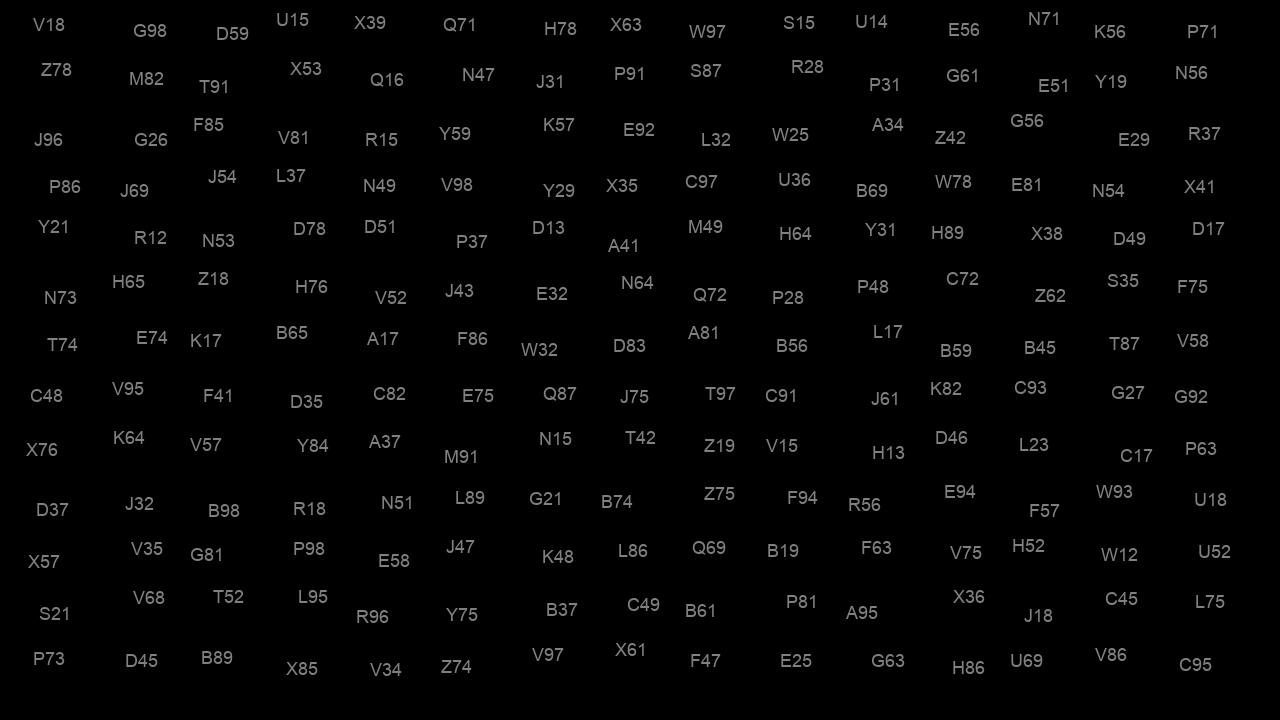 V18 G98 D59 U15 X39 Q71 H78 X63 W97 S15 U14 E56 N71 K56 P71
Z78 M82 T91 X53 Q16 N47 J31 P91 S87 R28 P31 G61 E51 Y19 N56
J96 G26 F85 V81 R15 Y59 K57 E92 L32 W25 A34 Z42 G56 E29 R37
P86 J69 J54 L37 N49 V98 Y29 X35 C97 U36 B69 W78 E81 N54 X41
Y21 R12 N53 D78 D51 P37 D13 A41 M49 H64 Y31 H89 X38 D49 D17
N73 H65 Z18 H76 V52 J43 E32 N64 Q72 P28 P48 C72 Z62 S35 F75
T74 E74 K17 B65 A17 F86 W32 D83 A81 B56 L17 B59 B45 T87 V58
C48 V95 F41 D35 C82 E75 Q87 J75 T97 C91 J61 K82 C93 G27 G92
X76 K64 V57 Y84 A37 M91 N15 T42 Z19 V15 H13 D46 L23 C17 P63
D37 J32 B98 R18 N51 L89 G21 B74 Z75 F94 R56 E94 F57 W93 U18
X57 V35 G81 P98 E58 J47 K48 L86 Q69 B19 F63 V75 H52 W12 U52
S21 V68 T52 L95 R96 Y75 B37 C49 B61 P81 A95 X36 J18 C45 L75
P73 D45 B89 X85 V34 Z74 V97 X61 F47 E25 G63 H86 U69 V86 C95